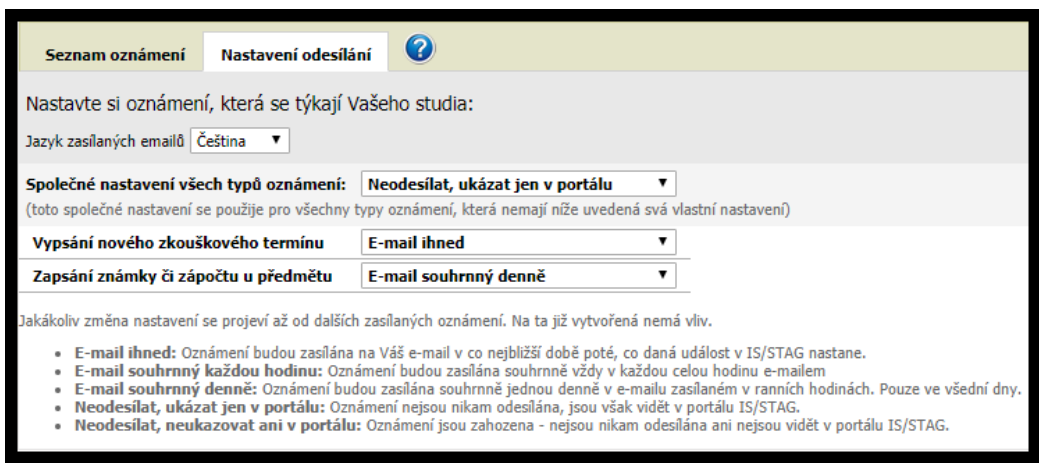 Seznam oznámení Nastavení odesílání ?
Nastavte si oznámení, která se týkají Vašeho studia:
Jazyk zasílaných emailů Čeština
Společné nastavení všech typů oznámení: Neodesílat, ukázat jen v portálu
(toto společné nastavení se použije pro všechny typy oznámení, která nemají níže uvedená svá vlastní nastavení)
Vypsání nového zkouškového termínu E-mail ihned
Zapsání známky či zápočtu u předmětu E-mail souhrnný denně
Jakákoliv změna nastavení se projeví až od dalších zasílaných oznámení. Na ta již vytvořená nemá vliv.
• E-mail ihned: Oznámení budou zasílána na Váš e-mail v co nejbližší době poté, co daná událost v IS/STAG nastane.
• E-mail souhrnný každou hodinu: Oznámení budou zasílána souhrnně vždy v každou celou hodinu e-mailem
• E-mail souhrnný denně: Oznámení budou zasílána souhrnně jednou denně v e-mailu zasílaném v ranních hodinách. Pouze ve všední dny.
• Neodesílat, ukázat jen v portálu: Oznámení nejsou nikam odesílána, jsou však vidět v portálu IS/STAG.
• Neodesílat, neukazovat ani v portálu: Oznámení jsou zahozena - nejsou nikam odesílána ani nejsou vidět v portálu IS/STAG.